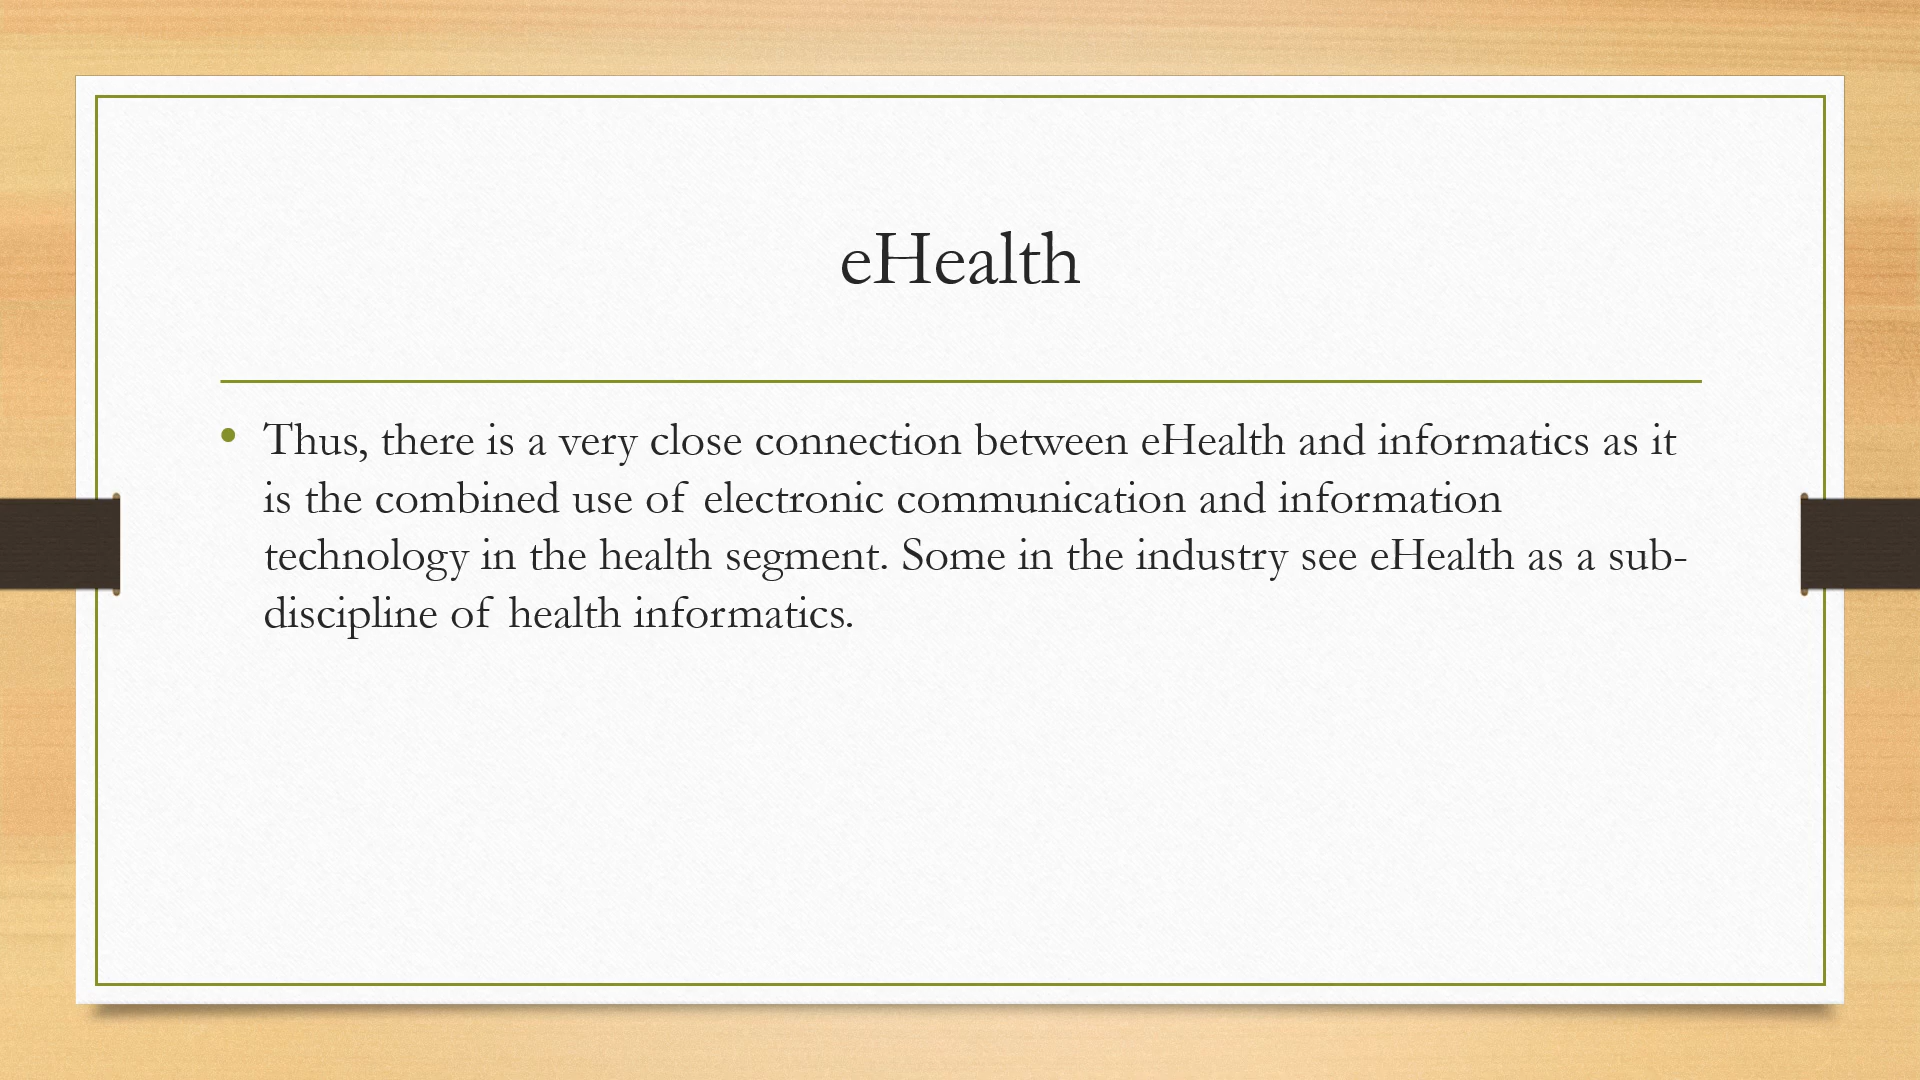 eHealth
• Thus, there is a very close connection between eHealth and informatics as it
is the combined use of electronic communication and information
technology in the health segment. Some in the industry see eHealth as a sub-
discipline of health informatics.